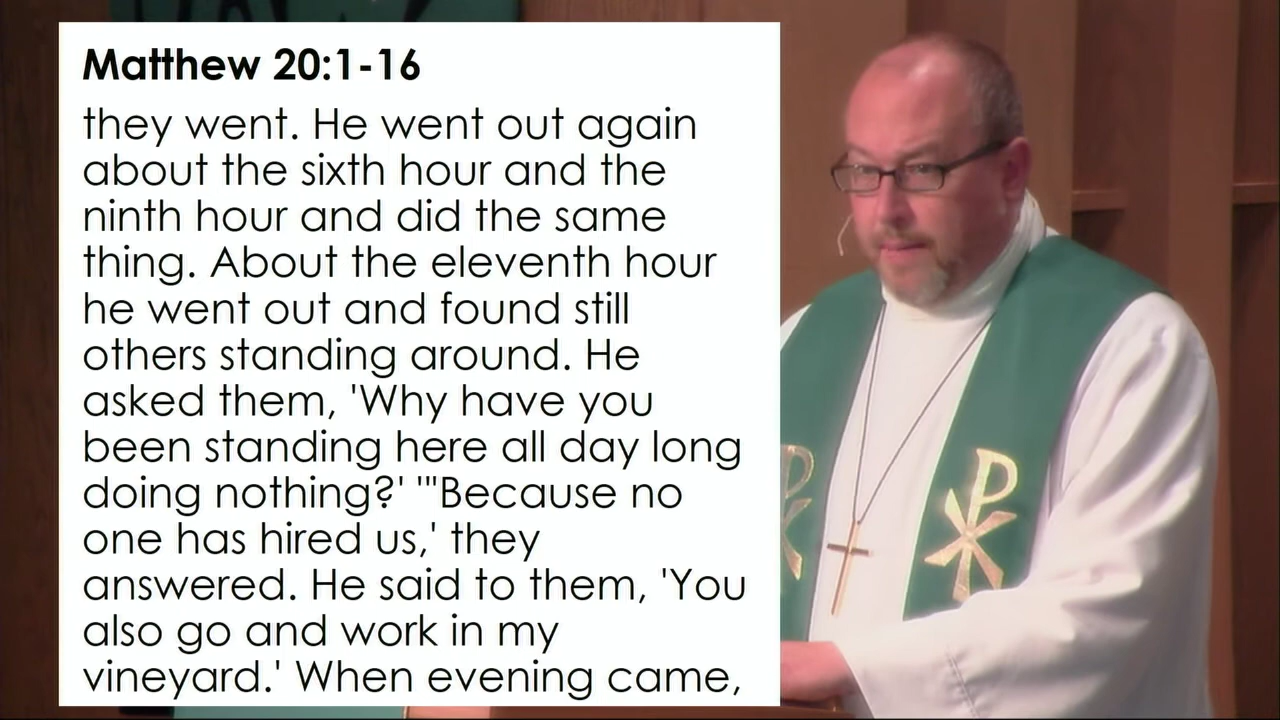 Matthew 20:1-16
they went. He went out again
about the sixth hour and the
ninth hour and did the same
thing. About the eleventh hour
he went out and found still
others standing around. He
asked them, 'Why have you
been standing here all day long
doing nothing?' '"Because no
one has hired us,' they
answered. He said to them, 'You
also go and work in my
vineyard.' When evening came,